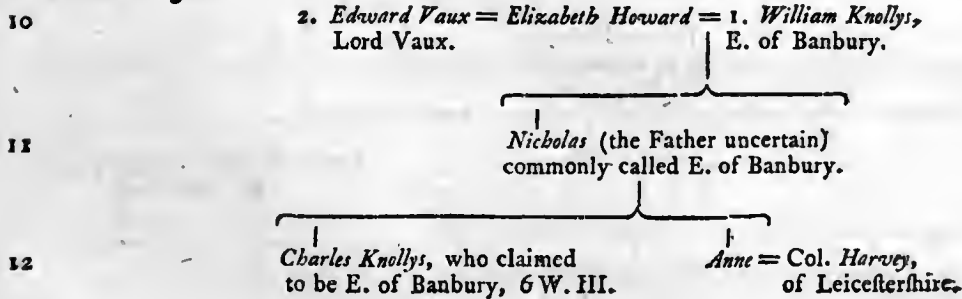 10 2. Edward Vaux = Elizabeth Howard = 1. William Knollys,
Lord Vaux. E. of Banbury.
11 Nicholas (the Father uncertain)
commonly called E. of Banbury.
12 Charles Knollys, who claimed Anne = Col. Harvey,
to be E. of Banbury, 6 W. III. of Leiceſterſhire.